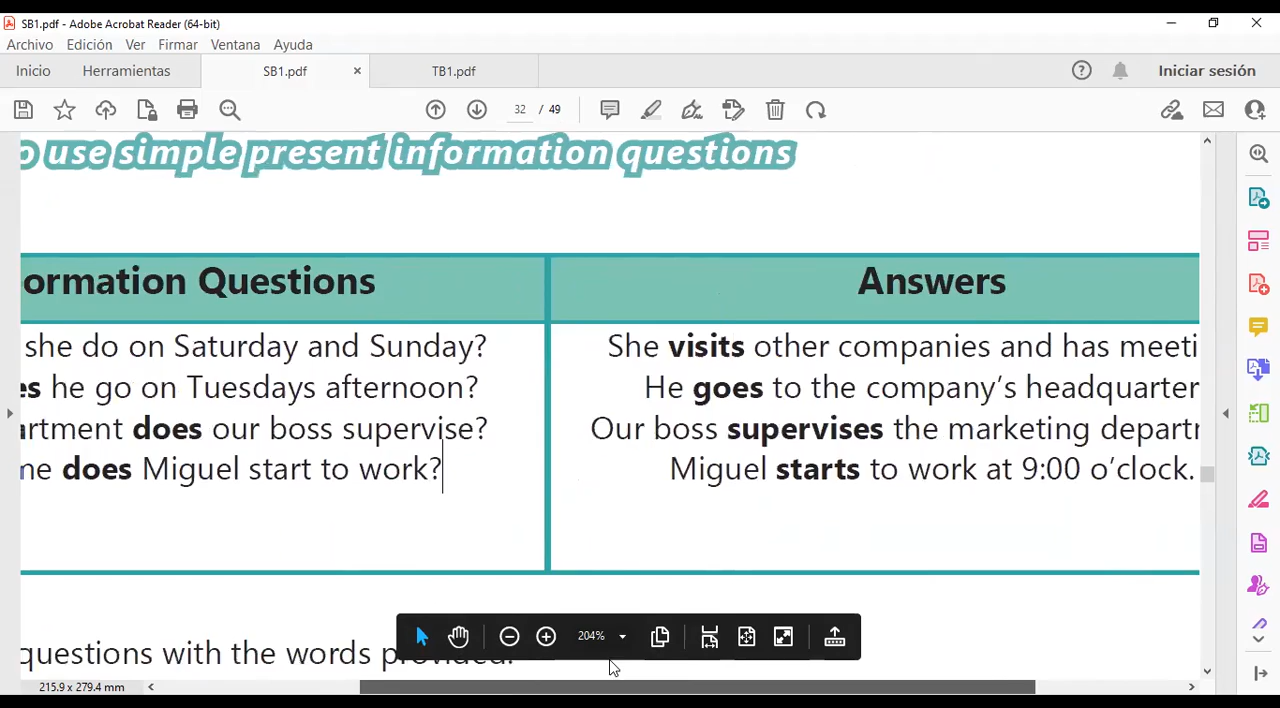 SB1.pdf - Adobe Acrobat Reader (64-bit)
Archivo Edición Ver Firmar Ventana Ayuda
Inicio Herramientas SB1.pdf × TB1.pdf Iniciar sesión
32 / 49
o use simple present information questions
formation Questions Answers
she do on Saturday and Sunday? She visits other companies and has meeti
es he go on Tuesdays afternoon? He goes to the company's headquarter
artment does our boss supervise? Our boss supervises the marketing departr
me does Miguel start to work? Miguel starts to work at 9:00 o'clock.
questions with the words provided.
204%
215.9 x 279.4 mm